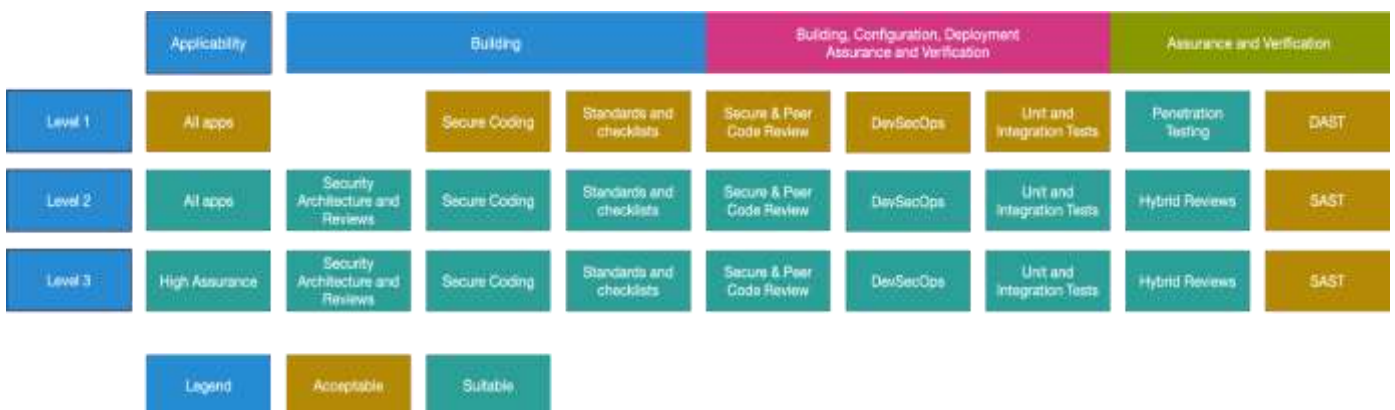 Applicability
Building
Building, Configuration, Deployment
Assurance and Verification
Assurance and Verification
Level 1
All apps
Secure Coding
Standards and
checklists
Secure & Peer
Code Review
DevSecOps
Unit and
Integration Tests
Penetration
Testing
DAST
Level 2
All apps
Security
Architecture and
Reviews
Secure Coding
Standards and
checklists
Secure & Peer
Code Review
DevSecOps
Unit and
Integration Tests
Hybrid Reviews
SAST
Level 3
High Assurance
Security
Architecture and
Reviews
Secure Coding
Standards and
checklists
Secure & Peer
Code Review
DevSecOps
Unit and
Integration Tests
Hybrid Reviews
SAST
Legend
Acceptable
Suitable